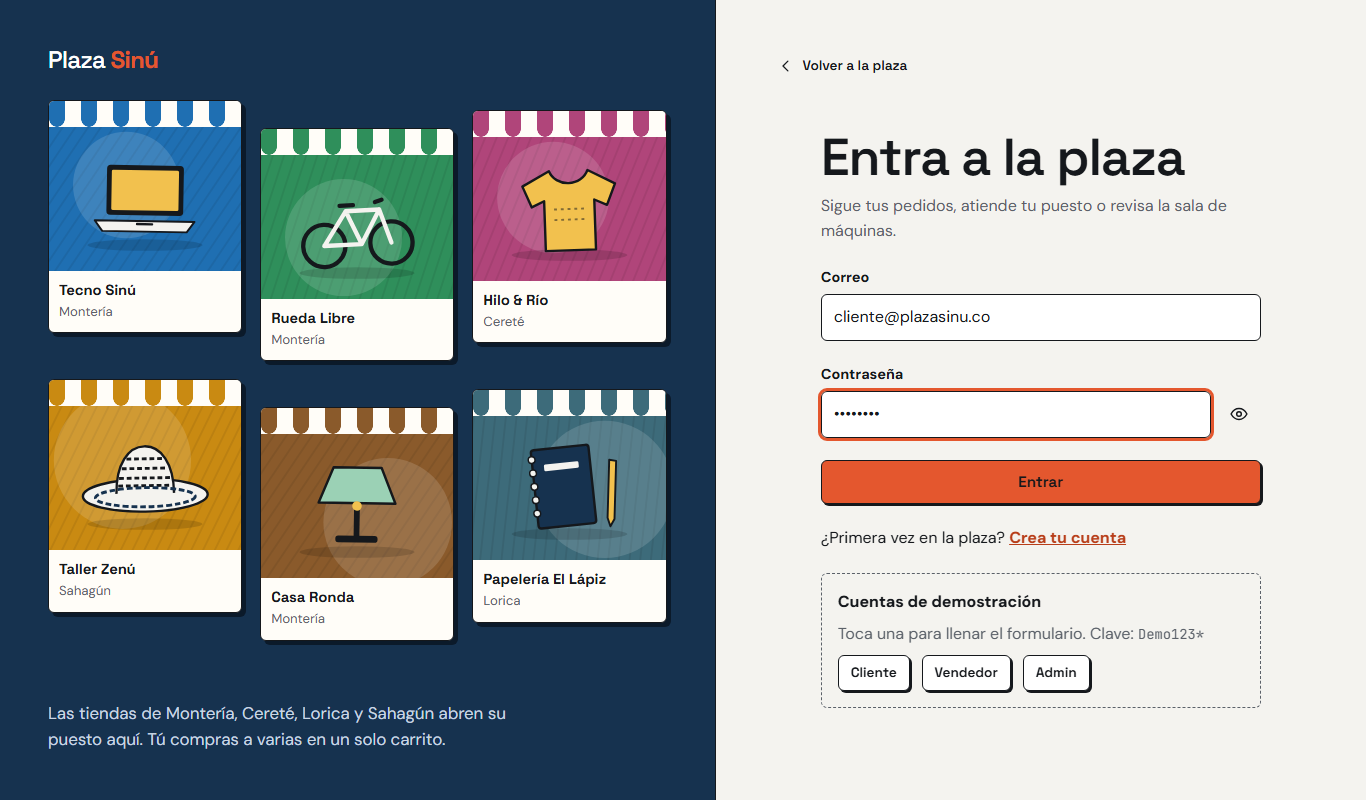 Plaza Sinú
Tecno Sinú
Montería
Rueda Libre
Montería
Hilo & Río
Cereté
Taller Zenú
Sahagún
Casa Ronda
Montería
Papelería El Lápiz
Lorica
Las tiendas de Montería, Cereté, Lorica y Sahagún abren su
puesto aquí. Tú compras a varias en un solo carrito.
Volver a la plaza
Entra a la plaza
Sigue tus pedidos, atiende tu puesto o revisa la sala de
máquinas.
Correo
cliente@plazasinu.co
Contraseña
••••••••
Entrar
¿Primera vez en la plaza? Crea tu cuenta
Cuentas de demostración
Toca una para llenar el formulario. Clave: Demo123*
Cliente
Vendedor
Admin